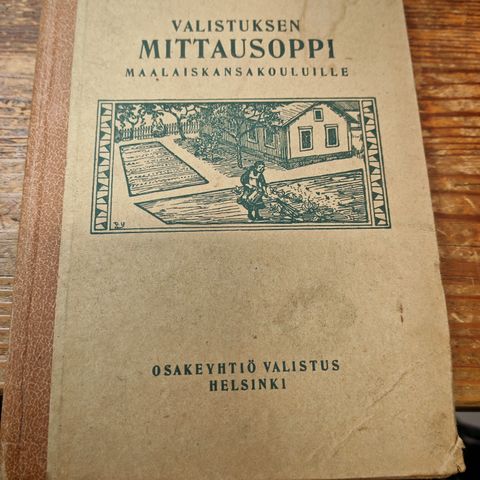 VALISTUKSEN
MITTAUSOPPI
MAALAISKANSAKOULUILLE
OSAKEYHTIÖ VALISTUS
HELSINKI